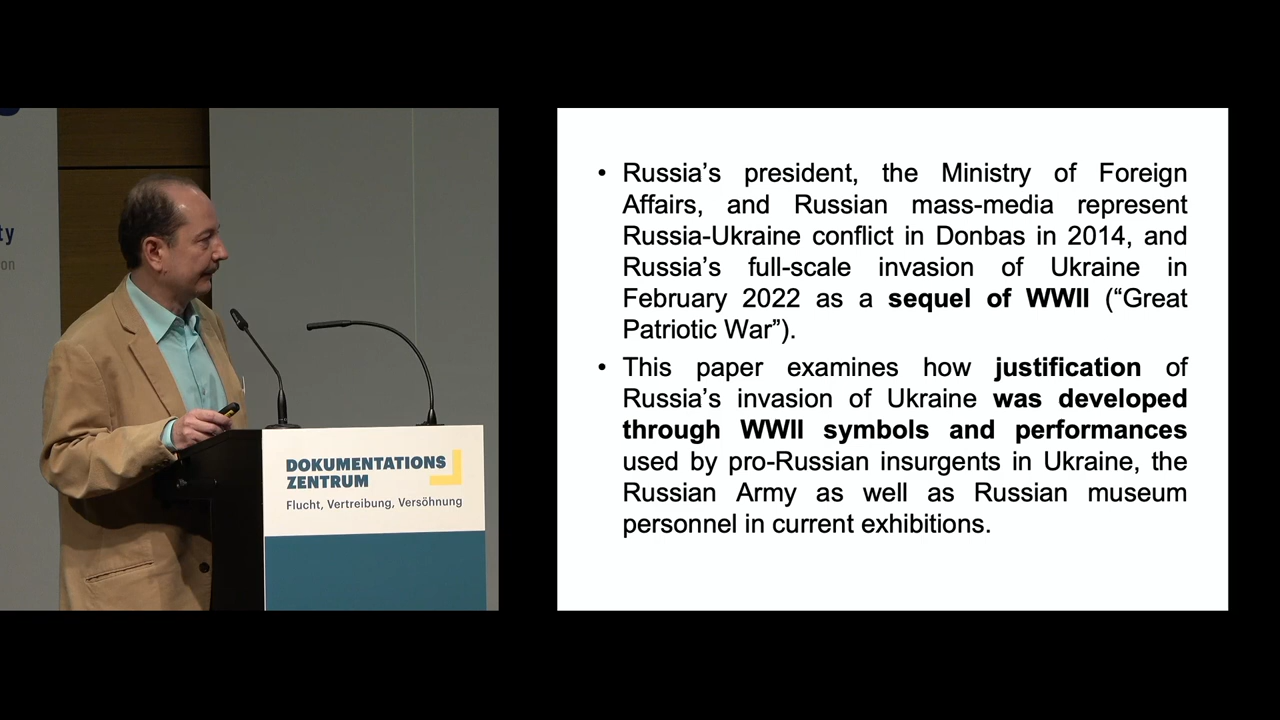 ty
on
DOKUMENTATIONS
ZENTRUM
Flucht, Vertreibung, Versöhnung
• Russia’s president, the Ministry of Foreign
Affairs, and Russian mass-media represent
Russia-Ukraine conflict in Donbas in 2014, and
Russia’s full-scale invasion of Ukraine in
February 2022 as a sequel of WWII (“Great
Patriotic War”).
• This paper examines how justification of
Russia’s invasion of Ukraine was developed
through WWII symbols and performances
used by pro-Russian insurgents in Ukraine, the
Russian Army as well as Russian museum
personnel in current exhibitions.